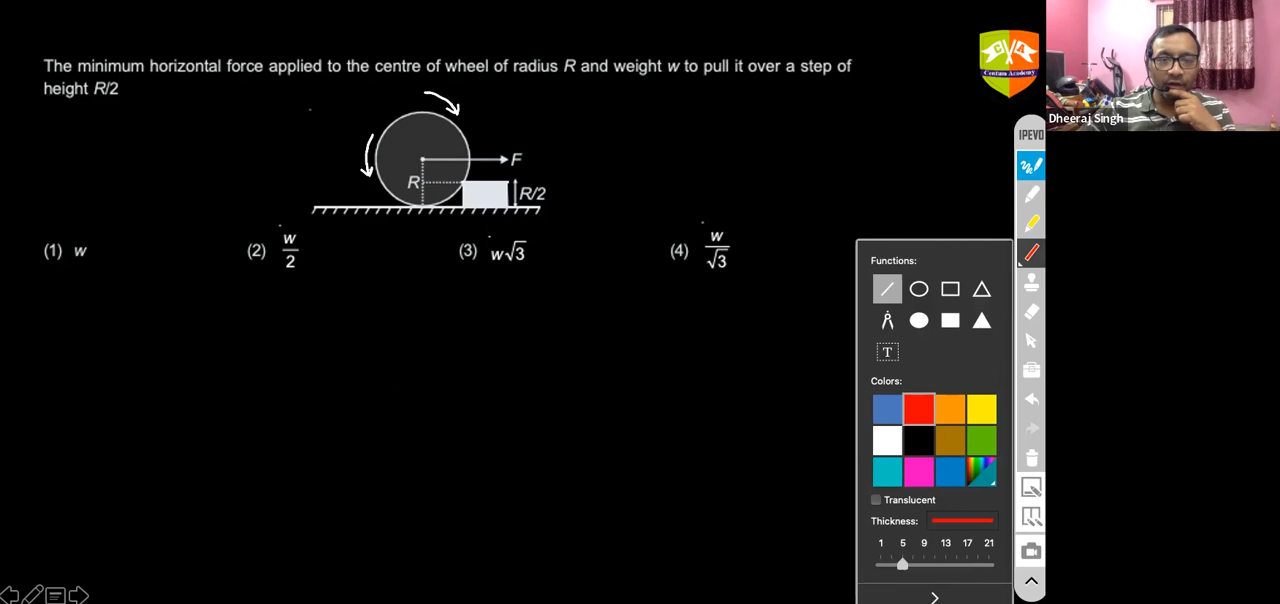 The minimum horizontal force applied to the centre of wheel of radius R and weight w to pull it over a step of
height R/2
F
R
R/2
(1) w
(2) w/2
(3) w√3
(4) w/√3
C A
Centum Academy
Dheeraj Singh
IPEVO
Functions:
T
Colors:
Translucent
Thickness:
1 5 9 13 17 21